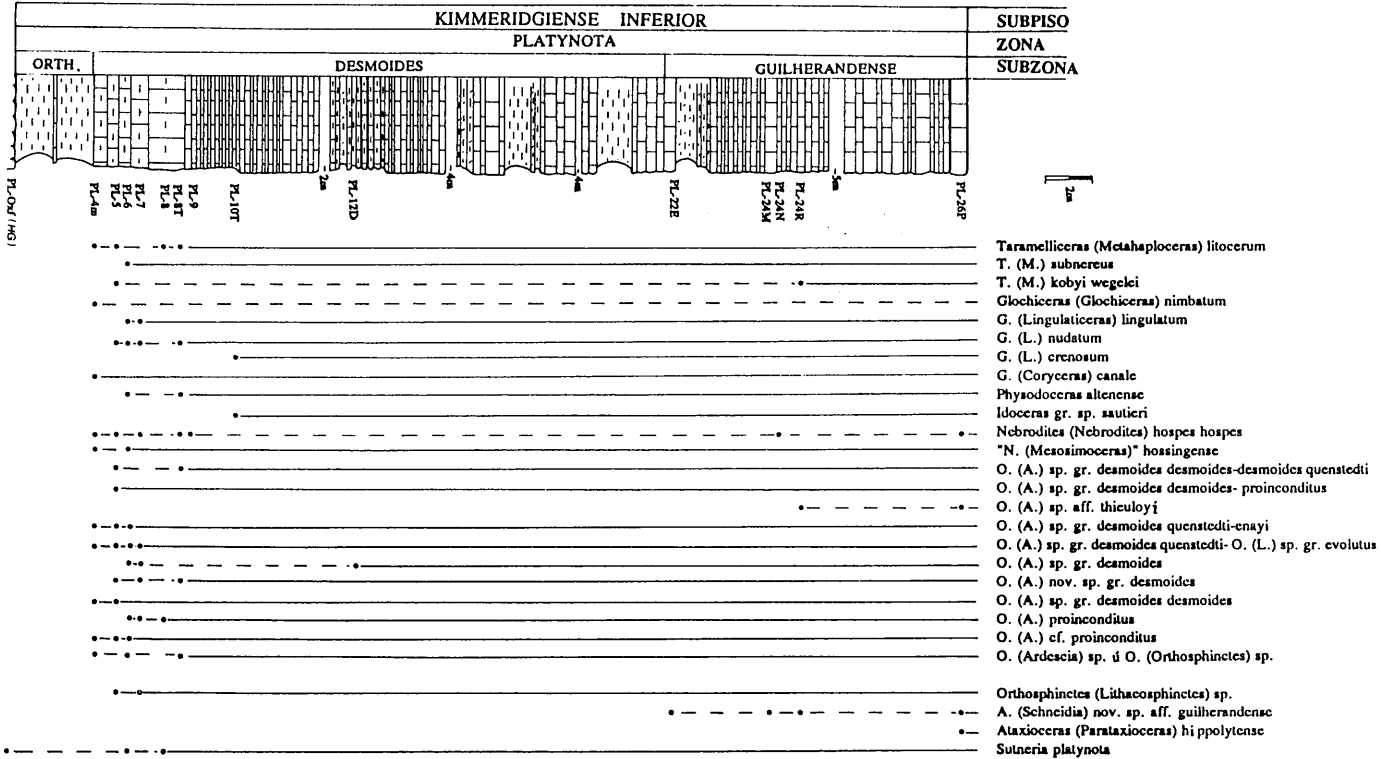 KIMMERIDGIENSE INFERIOR SUBPISO
PLATYNOTA ZONA
ORTH. DESMOIDES GUILHERANDENSE SUBZONA
2m
4m
4m
5m
2m
PL-4m
PL-5
PL-6
PL-7
PL-8
PL-8T
PL-9
PL-10T
PL-12D
PL-22E
PL-24M
PL-24N
PL-24R
PL-26P
Taramelliceras (Metahaploceras) litocerum
T. (M.) subnereus
T. (M.) kobyi wegelei
Glochiceras (Glochiceras) nimbatum
G. (Lingulaticeras) lingulatum
G. (L.) nudatum
G. (L.) crenosum
G. (Coryceras) canale
Physodoceras altenense
Idoceras gr. sp. sautieri
Nebrodites (Nebrodites) hospes hospes
"N. (Mesosimoceras)" hossingense
O. (A.) sp. gr. desmoides desmoides-desmoides quenstedti
O. (A.) sp. gr. desmoides desmoides- proinconditus
O. (A.) sp. aff. thieuloyi
O. (A.) sp. gr. desmoides quenstedti-enayi
O. (A.) sp. gr. desmoides quenstedti- O. (L.) sp. gr. evolutus
O. (A.) sp. gr. desmoides
O. (A.) nov. sp. gr. desmoides
O. (A.) sp. gr. desmoides desmoides
O. (A.) proinconditus
O. (A.) cf. proinconditus
O. (Ardescia) sp. ú O. (Orthosphinctes) sp.
Orthosphinctes (Lithacosphinctes) sp.
A. (Schneidia) nov. sp. aff. guilherandense
Ataxioceras (Parataxioceras) hippolytense
Sutneria platynota